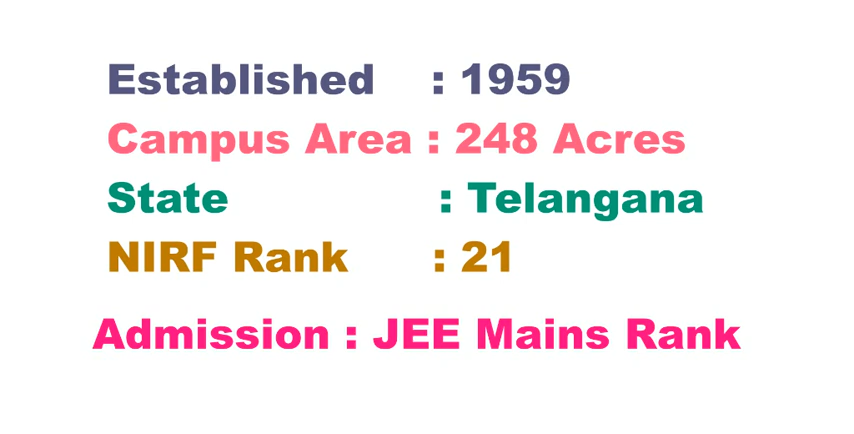 Established : 1959
Campus Area : 248 Acres
State : Telangana
NIRF Rank : 21
Admission : JEE Mains Rank